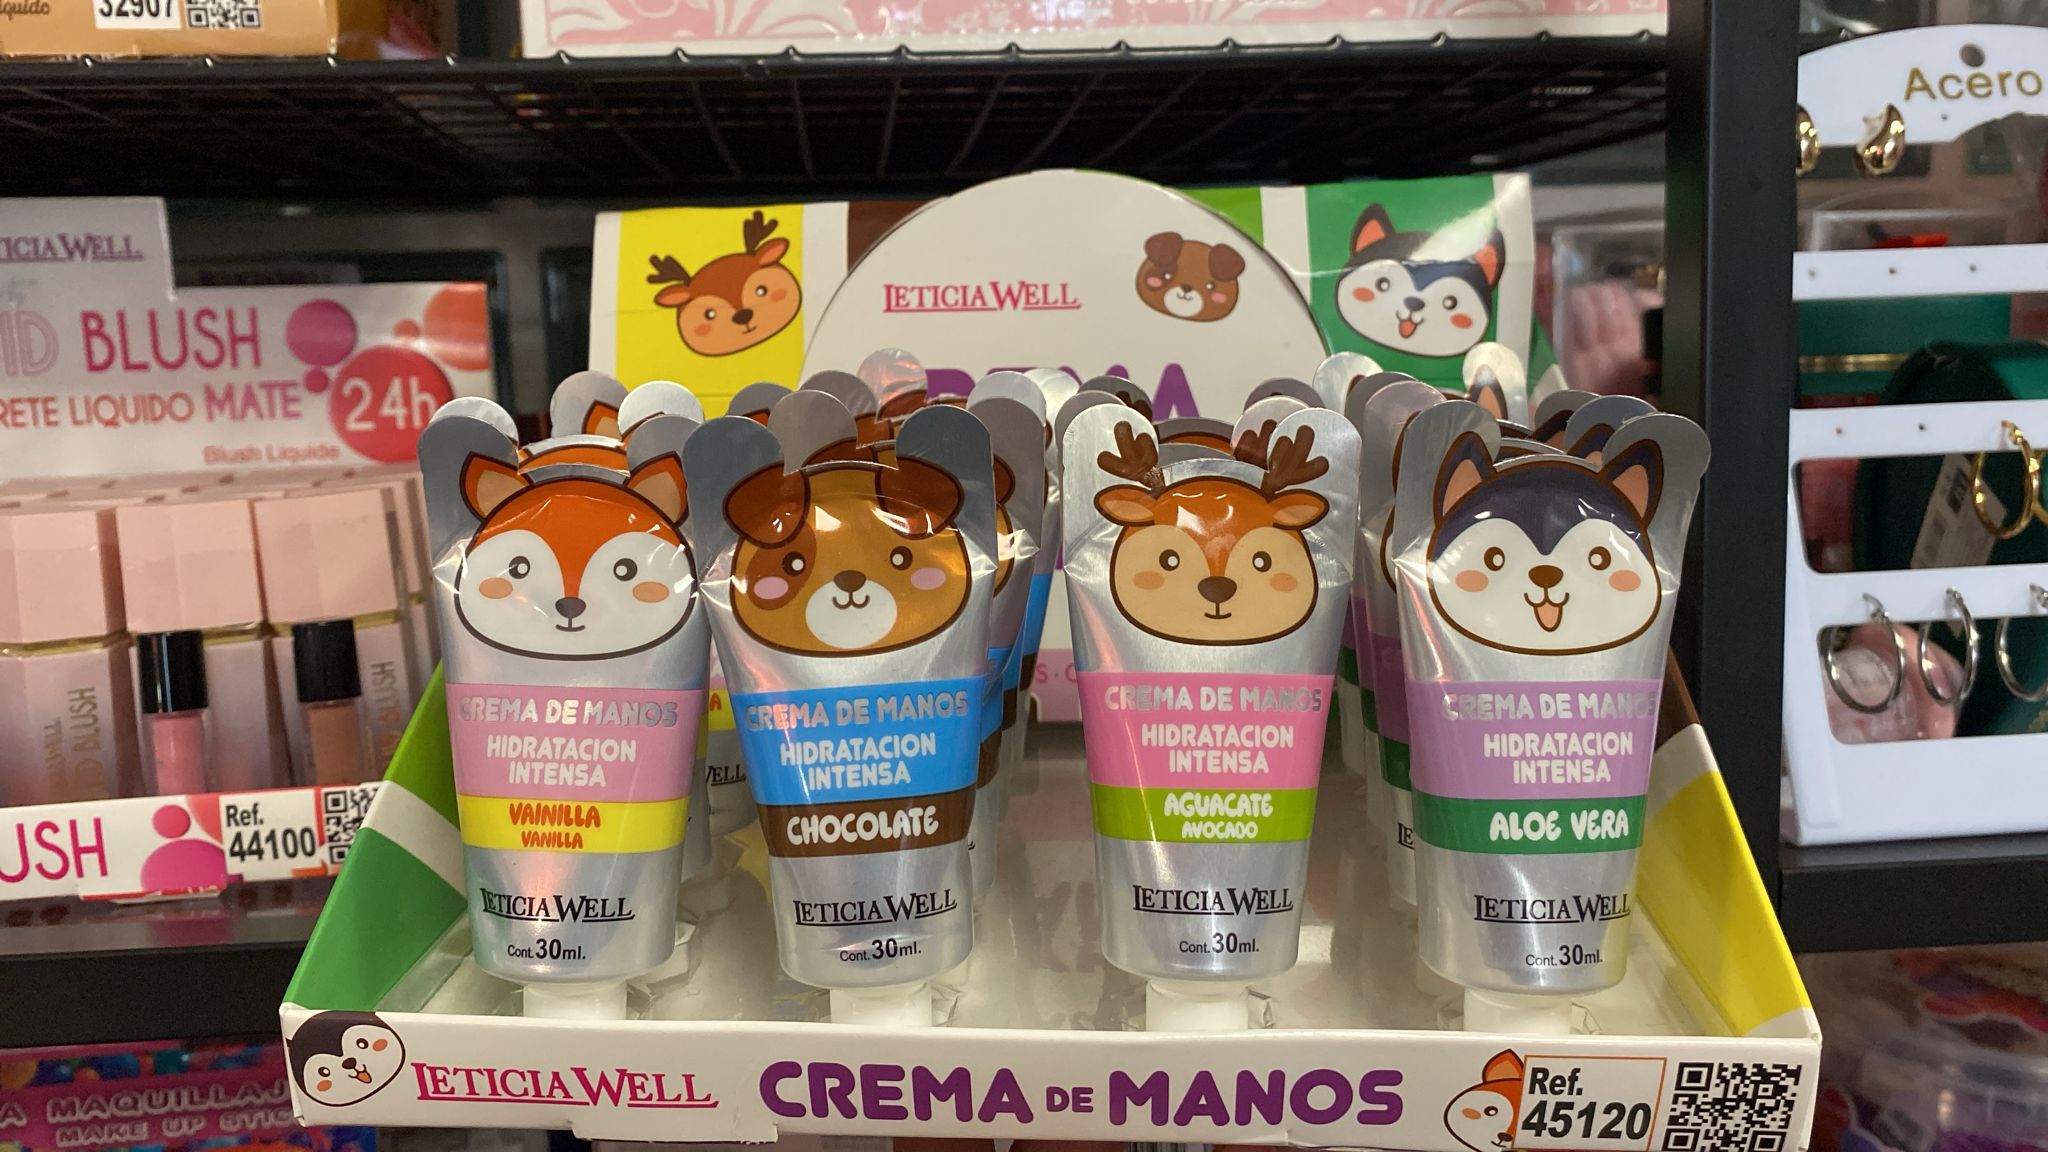 32907
Acero
LETICIA WELL
BLUSH
LIQUIDO MATE
24h
Blush Liquide
Ref.
44100
LETICIA WELL
CREMA DE MANOS
HIDRATACION
INTENSA
VAINILLA
VANILLA
LETICIA WELL
Cont. 30ml.
CREMA DE MANOS
HIDRATACION
INTENSA
CHOCOLATE
LETICIA WELL
Cont. 30ml.
CREMA DE MANOS
HIDRATACION
INTENSA
AGUACATE
AVOCADO
LETICIA WELL
Cont. 30ml.
CREMA DE MANOS
HIDRATACION
INTENSA
ALOE VERA
LETICIA WELL
Cont. 30ml.
LETICIA WELL CREMA DE MANOS
Ref.
45120
MAKE UP STIC